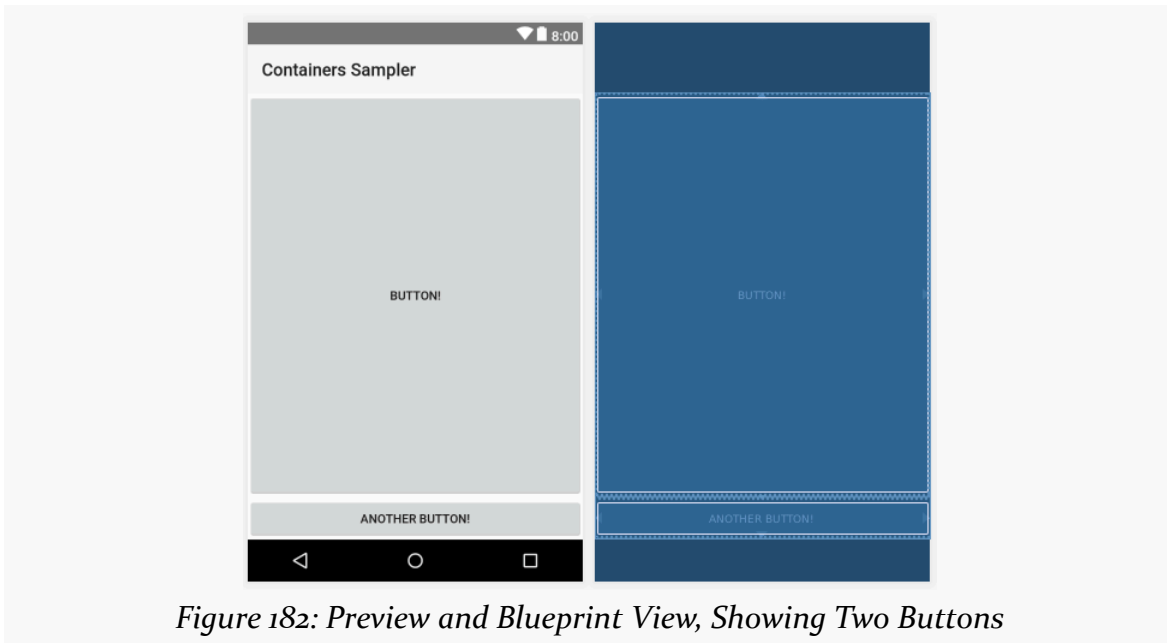 8:00
Containers Sampler
BUTTON!
BUTTON!
ANOTHER BUTTON!
ANOTHER BUTTON!
Figure 182: Preview and Blueprint View, Showing Two Buttons